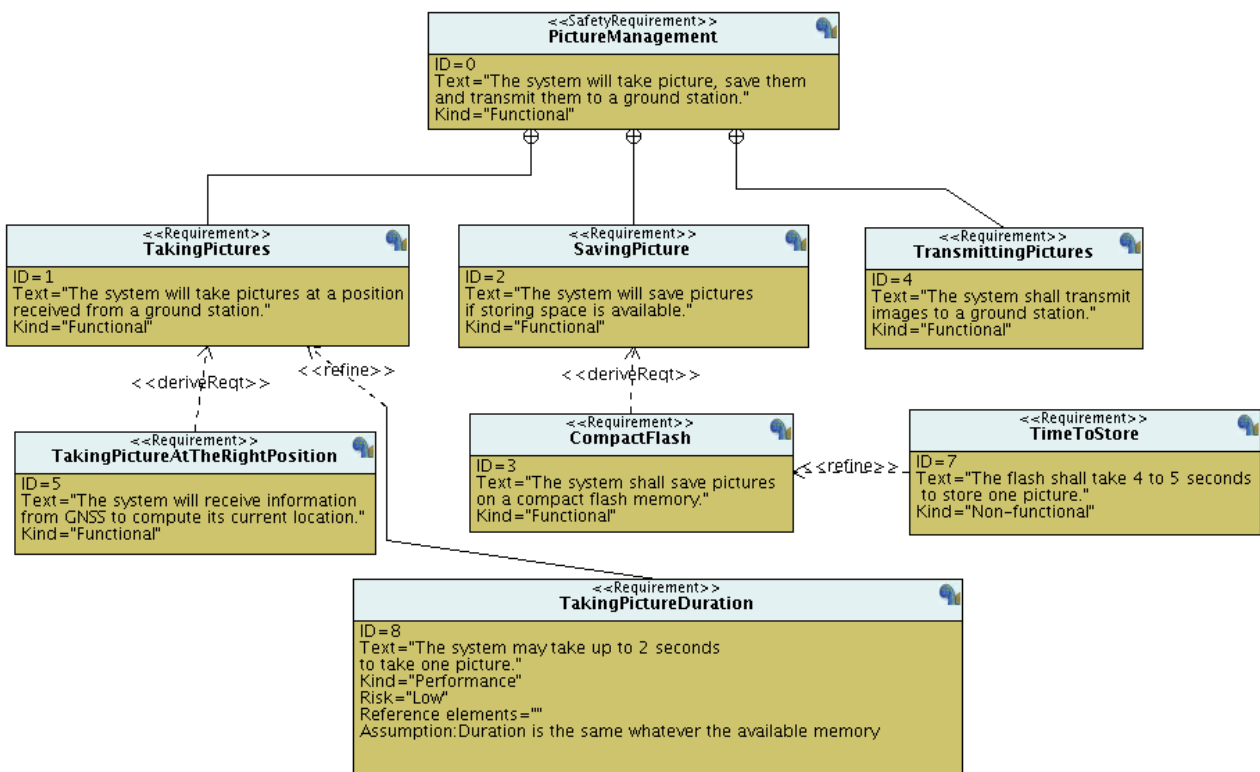 <<SafetyRequirement>>
PictureManagement
ID=0
Text="The system will take picture, save them
and transmit them to a ground station."
Kind="Functional"
<<Requirement>>
TakingPictures
ID=1
Text="The system will take pictures at a position
received from a ground station."
Kind="Functional"
<<Requirement>>
SavingPicture
ID=2
Text="The system will save pictures
if storing space is available."
Kind="Functional"
<<Requirement>>
TransmittingPictures
ID=4
Text="The system shall transmit
images to a ground station."
Kind="Functional"
<<deriveReqt>>
<<refine>>
<<deriveReqt>>
<<Requirement>>
TakingPictureAtTheRightPosition
ID=5
Text="The system will receive information
from GNSS to compute its current location."
Kind="Functional"
<<Requirement>>
CompactFlash
ID=3
Text="The system shall save pictures
on a compact flash memory."
Kind="Functional"
<<refine>>
<<Requirement>>
TimeToStore
ID=7
Text="The flash shall take 4 to 5 seconds
to store one picture."
Kind="Non-functional"
<<Requirement>>
TakingPictureDuration
ID=8
Text="The system may take up to 2 seconds
to take one picture."
Kind="Performance"
Risk="Low"
Reference elements=""
Assumption:Duration is the same whatever the available memory